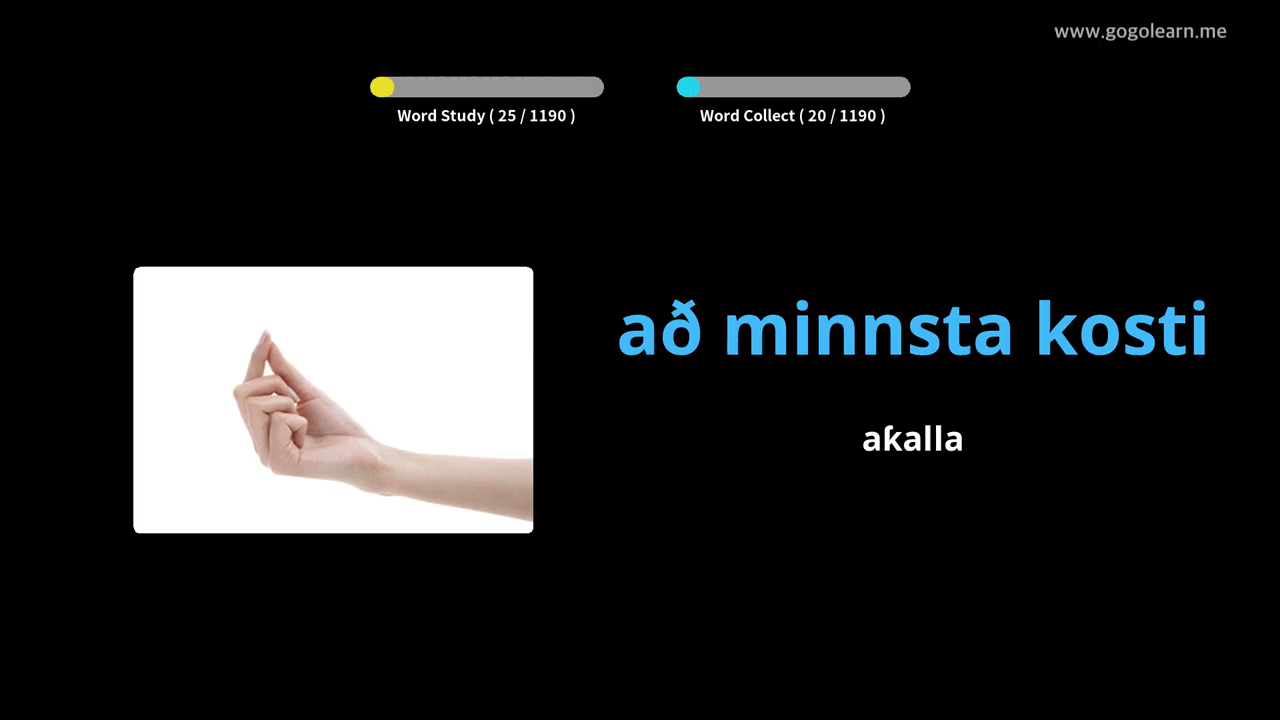 www.gogolearn.me
Word Study ( 25 / 1190 )
Word Collect ( 20 / 1190 )
að minnsta kosti
aƙalla